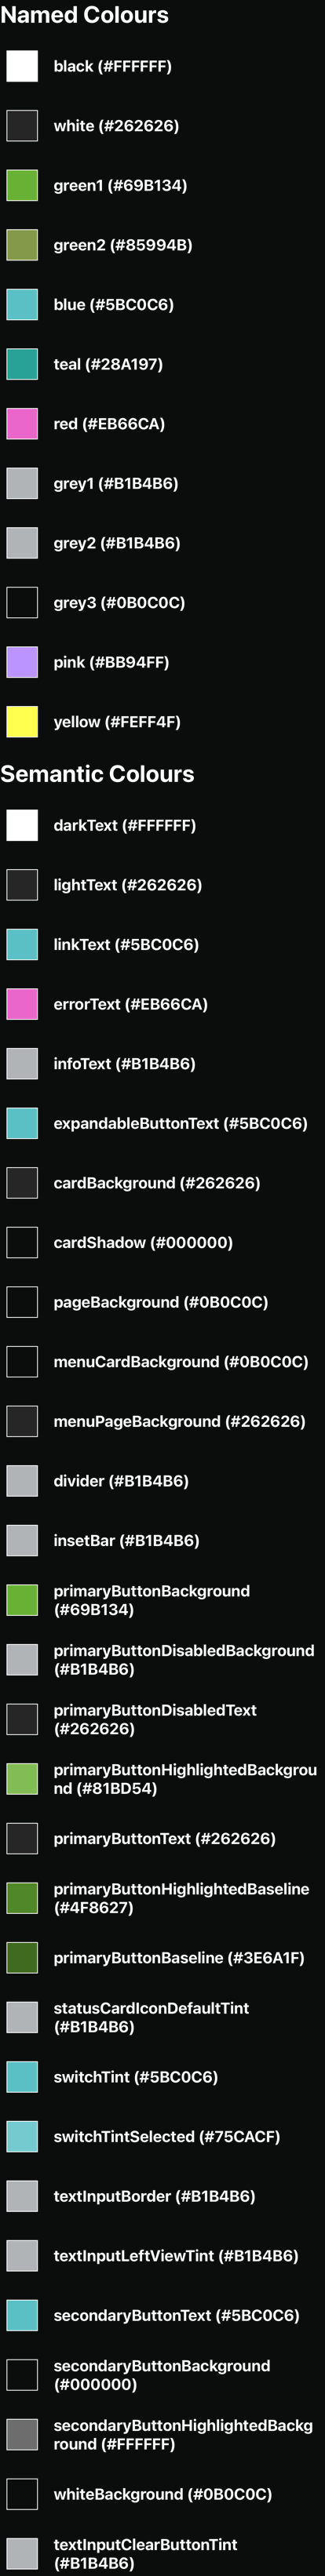 Named Colours
black (#FFFFFF)
white (#262626)
green1 (#69B134)
green2 (#85994B)
blue (#5BC0C6)
teal (#28A197)
red (#EB66CA)
grey1 (#B1B4B6)
grey2 (#B1B4B6)
grey3 (#0B0C0C)
pink (#BB94FF)
yellow (#FEFF4F)
Semantic Colours
darkText (#FFFFFF)
lightText (#262626)
linkText (#5BC0C6)
errorText (#EB66CA)
infoText (#B1B4B6)
expandableButtonText (#5BC0C6)
cardBackground (#262626)
cardShadow (#000000)
pageBackground (#0B0C0C)
menuCardBackground (#0B0C0C)
menuPageBackground (#262626)
divider (#B1B4B6)
insetBar (#B1B4B6)
primaryButtonBackground
(#69B134)
primaryButtonDisabledBackground
(#B1B4B6)
primaryButtonDisabledText
(#262626)
primaryButtonHighlightedBackgrou
nd (#81BD54)
primaryButtonText (#262626)
primaryButtonHighlightedBaseline
(#4F8627)
primaryButtonBaseline (#3E6A1F)
statusCardIconDefaultTint
(#B1B4B6)
switchTint (#5BC0C6)
switchTintSelected (#75CACF)
textInputBorder (#B1B4B6)
textInputLeftViewTint (#B1B4B6)
secondaryButtonText (#5BC0C6)
secondaryButtonBackground
(#000000)
secondaryButtonHighlightedBackg
round (#FFFFFF)
whiteBackground (#0B0C0C)
textInputClearButtonTint
(#B1B4B6)